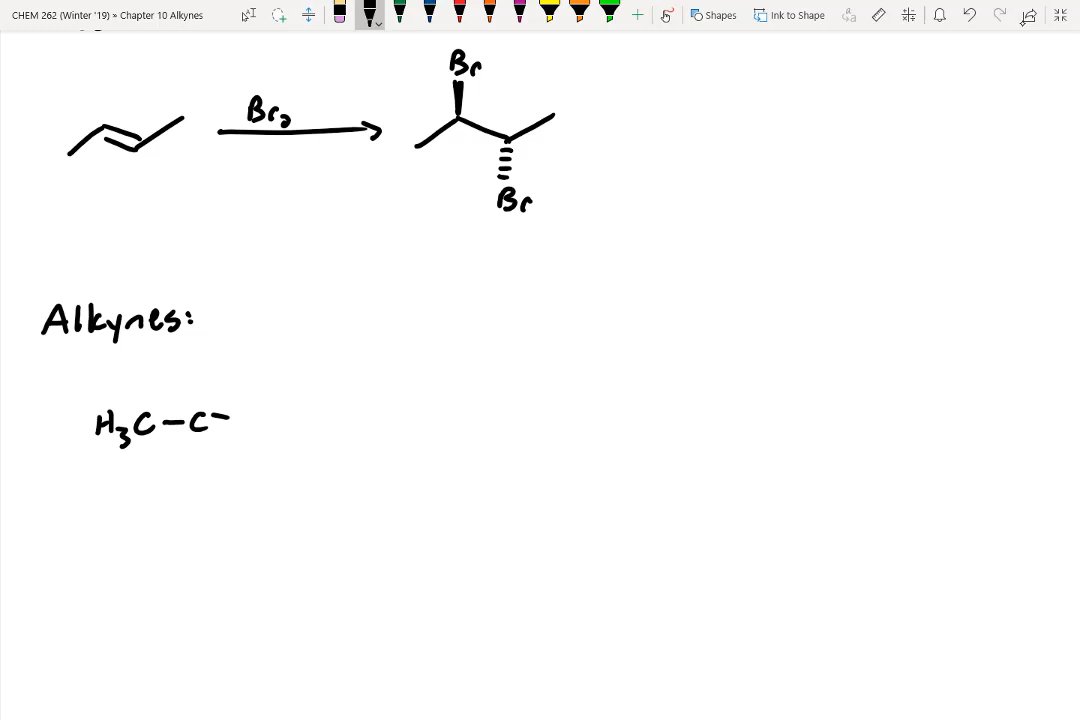 CHEM 262 (Winter '19) » Chapter 10 Alkynes
Shapes
Ink to Shape
Br
Br₂
Br
Alkynes:
H₃C-C-